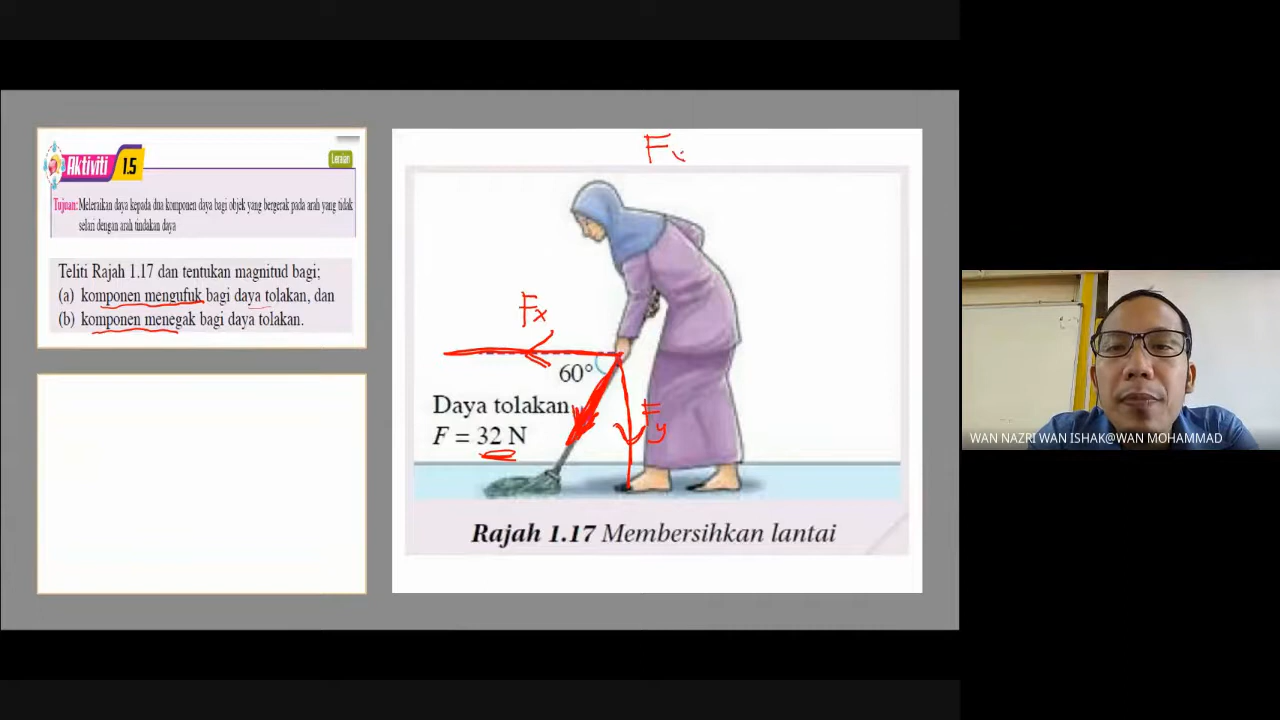 Aktiviti 1.5
Leraian
Tujuan: Meleraikan daya kepada dua komponen daya bagi objek yang bergerak pada arah yang tidak
selari dengan arah tindakan daya
Teliti Rajah 1.17 dan tentukan magnitud bagi;
(a) komponen mengufuk bagi daya tolakan, dan
(b) komponen menegak bagi daya tolakan.
F
Fx
60°
Daya tolakan,
F = 32 N
Fy
Rajah 1.17 Membersihkan lantai
WAN NAZRI WAN ISHAK@WAN MOHAMMAD